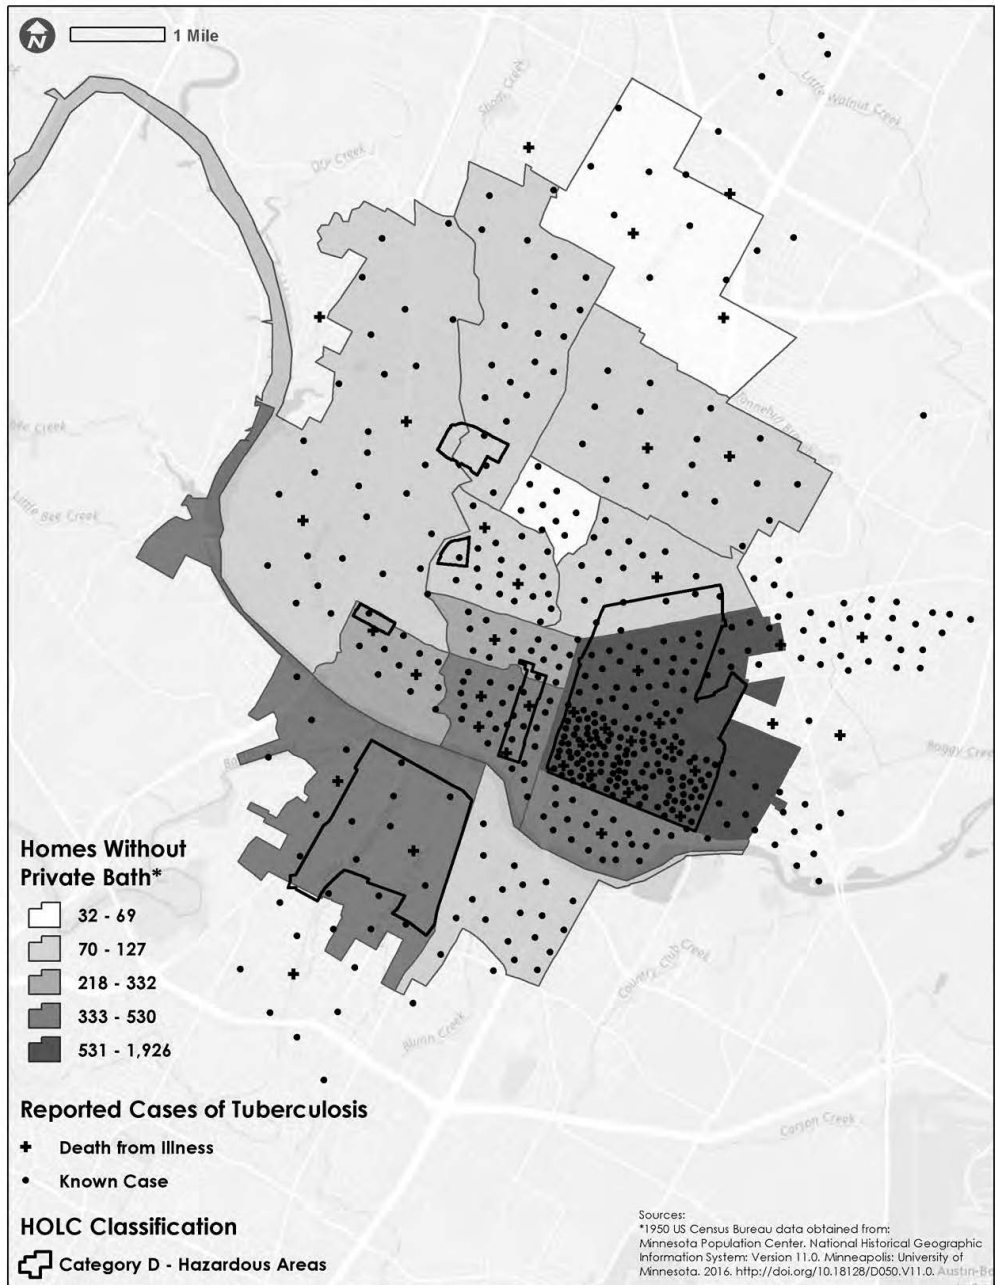 N
1 Mile
Little Walnut Creek
Shoal Creek
Dry Creek
Tannehill Branch
Bee Creek
Little Bee Creek
Boggy Creek
Country Club Creek
Blunn Creek
Carson Creek
Homes Without
Private Bath*
32 - 69
70 - 127
218 - 332
333 - 530
531 - 1,926
Reported Cases of Tuberculosis
Death from Illness
Known Case
HOLC Classification
Category D - Hazardous Areas
Sources:
*1950 US Census Bureau data obtained from:
Minnesota Population Center. National Historical Geographic
Information System: Version 11.0. Minneapolis: University of
Minnesota. 2016. http://doi.org/10.18128/D050.V11.0.